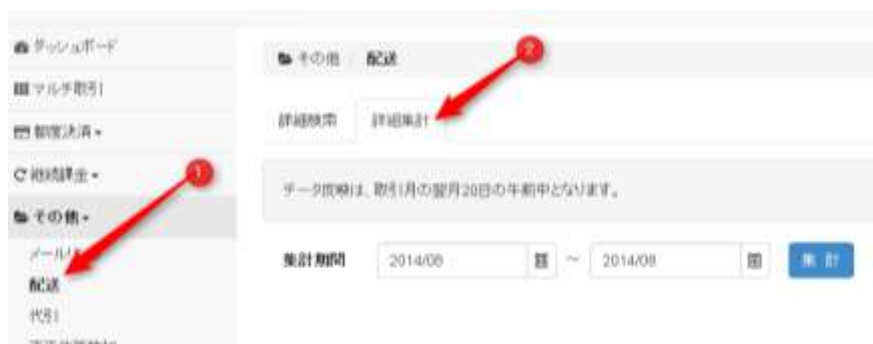 ダッシュボード
マルチ取引
都度決済
継続課金
その他
メール
配送
代引
その他 / 配送
詳細検索
詳細集計
データ反映は、取引月の翌月20日の午前中となります。
集計期間 2014/08 ～ 2014/08 集 計
1
2